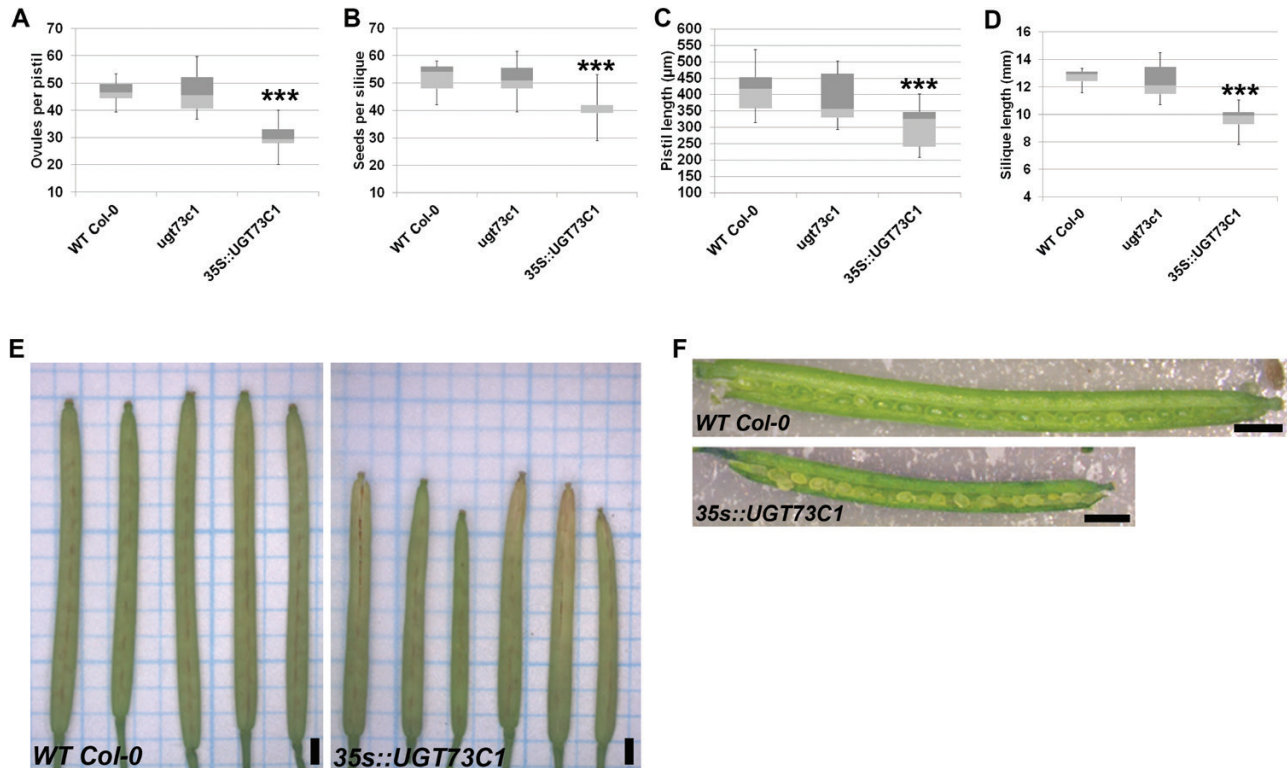 A
Ovules per pistil
70
60
50
40
30
20
10
WT Col-0
ugt73c1
35S::UGT73C1
***
B
Seeds per silique
70
60
50
40
30
20
10
WT Col-0
ugt73c1
35S::UGT73C1
***
C
Pistil length (µm)
600
550
500
450
400
350
300
250
200
150
100
WT Col-0
ugt73c1
35S::UGT73C1
***
D
Silique length (mm)
16
14
12
10
8
6
4
WT Col-0
ugt73c1
35S::UGT73C1
***
E
WT Col-0
35s::UGT73C1
F
WT Col-0
35s::UGT73C1